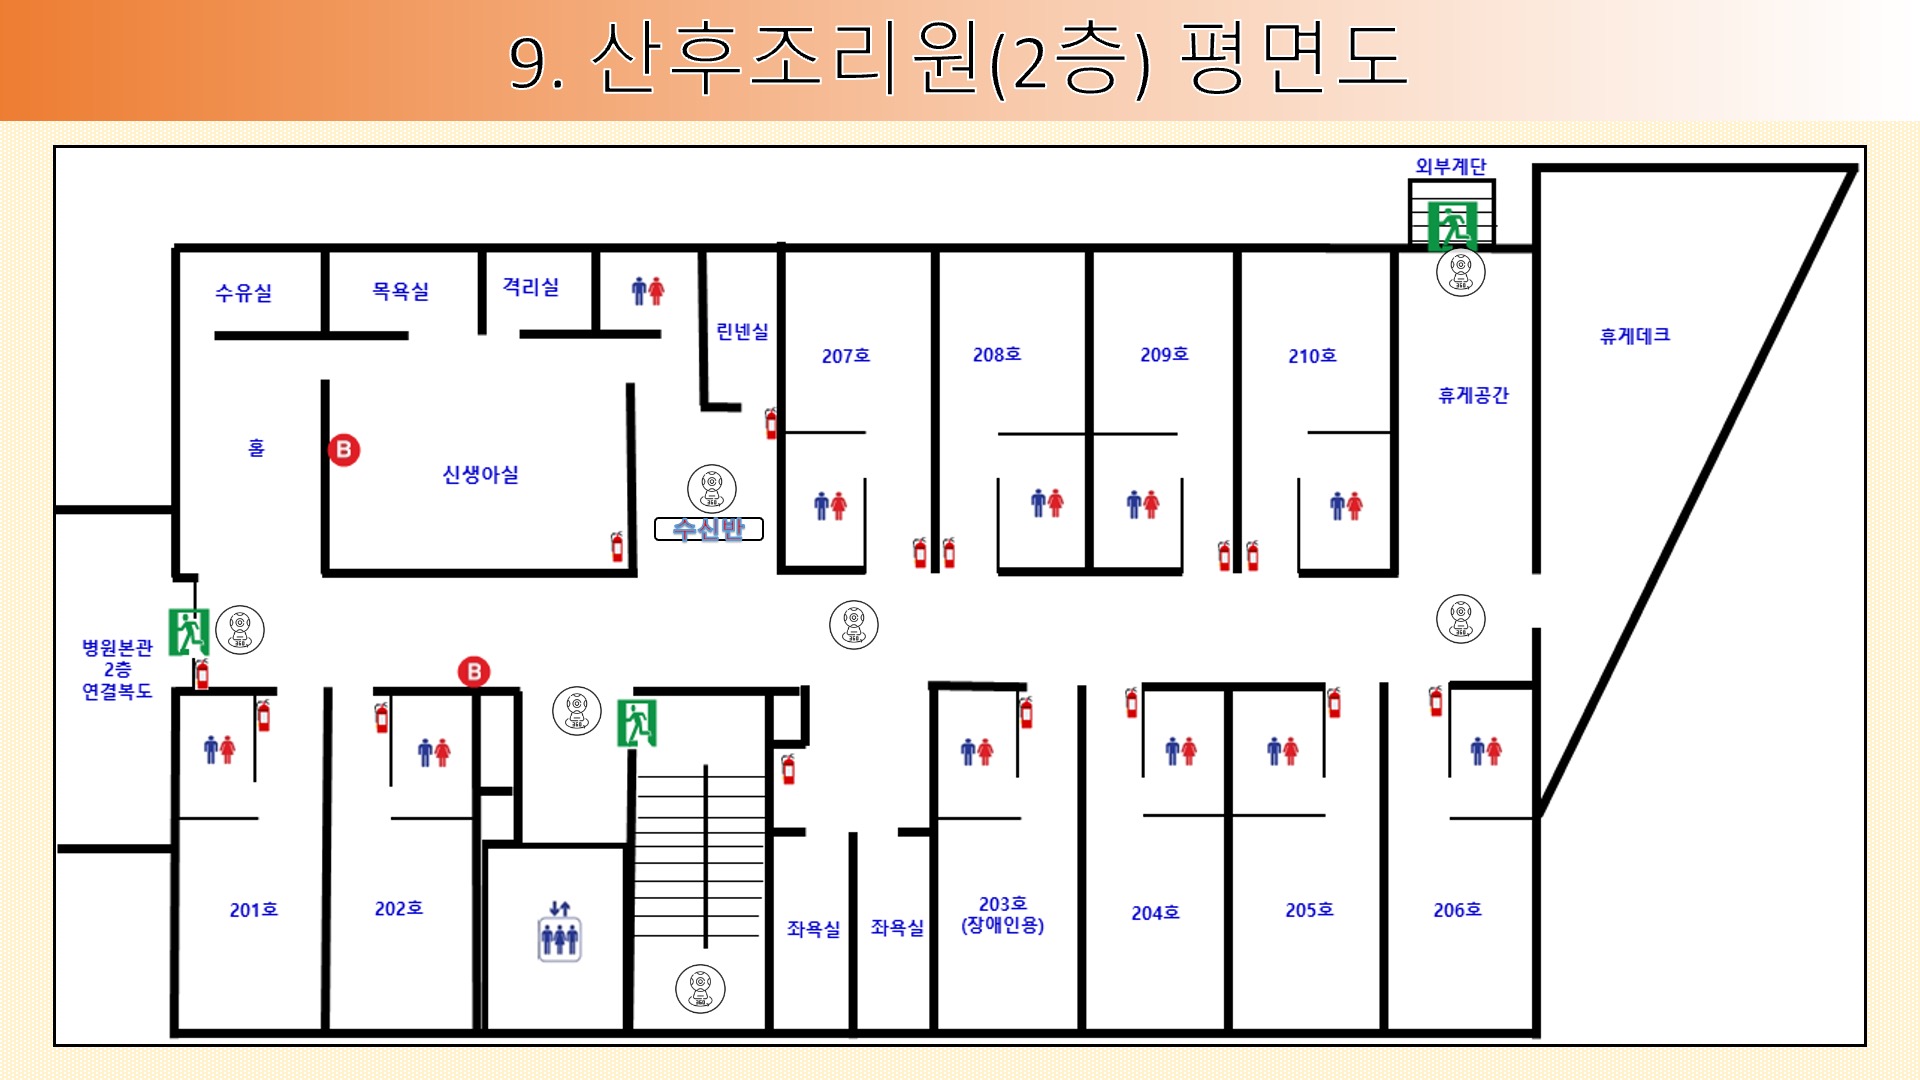 9. 산후조리원(2층) 평면도
외부계단
수유실
목욕실
격리실
린넨실
207호
208호
209호
210호
휴게공간
휴게데크
홀
B
신생아실
수신반
병원본관
2층
연결복도
B
201호
202호
좌욕실
좌욕실
203호
(장애인용)
204호
205호
206호